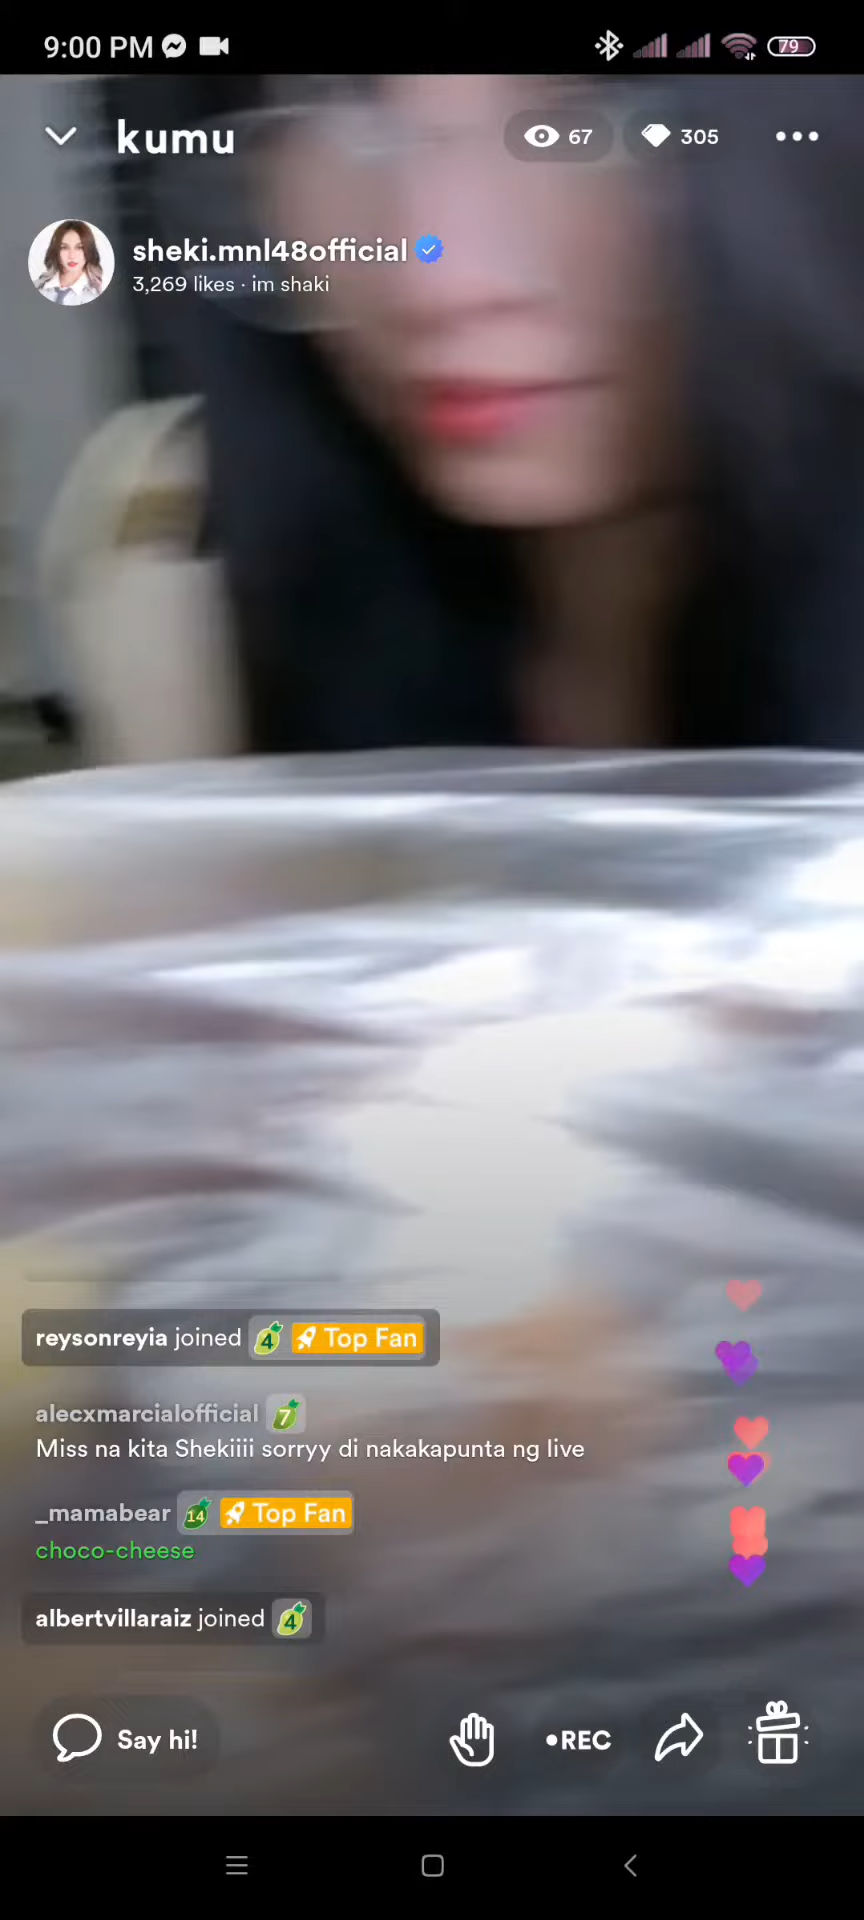 9:00 PM
79
kumu
67
305
sheki.mnl48official
3,269 likes · im shaki
reysonreyia joined 4 Top Fan
alecxmarcialofficial 7
Miss na kita Shekiiii sorryy di nakakapunta ng live
_mamabear 14 Top Fan
choco-cheese
albertvillaraiz joined 4
Say hi!
•REC